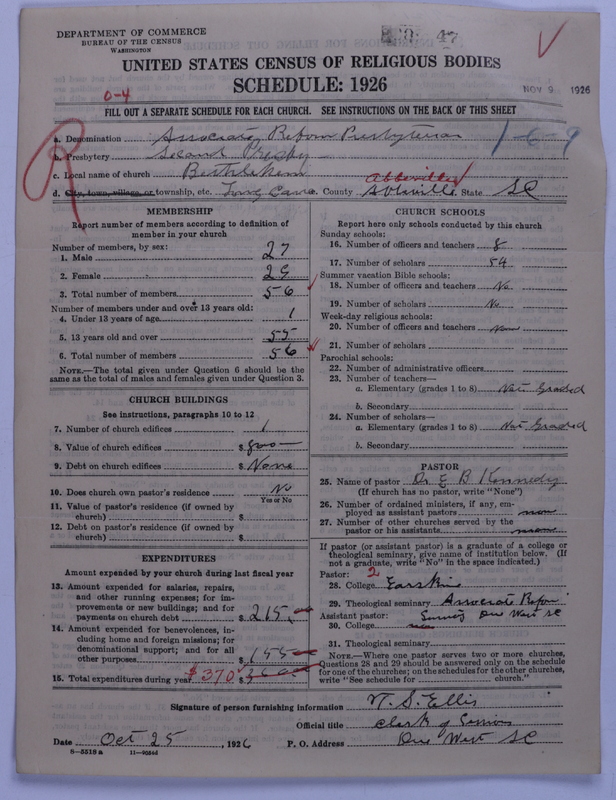 DEPARTMENT OF COMMERCE
BUREAU OF THE CENSUS
WASHINGTON
47
UNITED STATES CENSUS OF RELIGIOUS BODIES
SCHEDULE: 1926
NOV 9 1926
0-4
FILL OUT A SEPARATE SCHEDULE FOR EACH CHURCH. SEE INSTRUCTIONS ON THE BACK OF THIS SHEET
a. Denomination Associate Reform Presbyterian
1-6-9
b. Presbytery Second Presby
c. Local name of church Bethlehem
Abbeville
d. City, town, village, or township, etc. Long Cane e. County Abbeville State SC
MEMBERSHIP
Report number of members according to definition of member in your church
Number of members, by sex:
1. Male 27
2. Female 29
3. Total number of members 56
Number of members under and over 13 years old:
4. Under 13 years of age 1
5. 13 years old and over 55
6. Total number of members 56
NOTE.—The total given under Question 6 should be same as the total of males and females given under Question 3.
CHURCH BUILDINGS
See instructions, paragraphs 10 to 12
7. Number of church edifices 1
8. Value of church edifices $
9. Debt on church edifices $ None
10. Does church own pastor's residence No
Yes or No
11. Value of pastor's residence (if owned by church) $
12. Debt on pastor's residence (if owned by church) $
EXPENDITURES
Amount expended by your church during last fiscal year
13. Amount expended for salaries, repairs, and other running expenses; for improvements or new buildings; and for payments on church debt $ 215.00
14. Amount expended for benevolences, including home and foreign missions; for denominational support; and for all other purposes $ 155
15. Total expenditures during year $370 $
CHURCH SCHOOLS
Report here only schools conducted by this church
Sunday schools:
16. Number of officers and teachers 8
17. Number of scholars 54
Summer vacation Bible schools:
18. Number of officers and teachers No
19. Number of scholars No
Week-day religious schools:
20. Number of officers and teachers None
21. Number of scholars
Parochial schools:
22. Number of administrative officers
23. Number of teachers—
a. Elementary (grades 1 to 8) Not Graded
b. Secondary
24. Number of scholars—
a. Elementary (grades 1 to 8) Not Graded
b. Secondary
PASTOR
25. Name of pastor Dr E B Kennedy
(If church has no pastor, write "None")
26. Number of ordained ministers, if any, employed as assistant pastors none
27. Number of other churches served by the pastor or his assistants none
If pastor (or assistant pastor) is a graduate of a college or theological seminary, give name of institution below. (If not a graduate, write "No" in the space indicated.)
Pastor: 2
28. College Earskine
29. Theological seminary Associate Reform
Assistant pastor: Due West SC
30. College
31. Theological seminary
NOTE.—Where one pastor serves two or more churches, Questions 28 and 29 should be answered only on the schedule for one of the churches; on the schedules for the other churches, write "See schedule for church."
Signature of person furnishing information W. S. Ellis
Official title Clerk of Session
Date Oct 25, 1926 P. O. Address Due West SC
8—5518 a 11—9584d